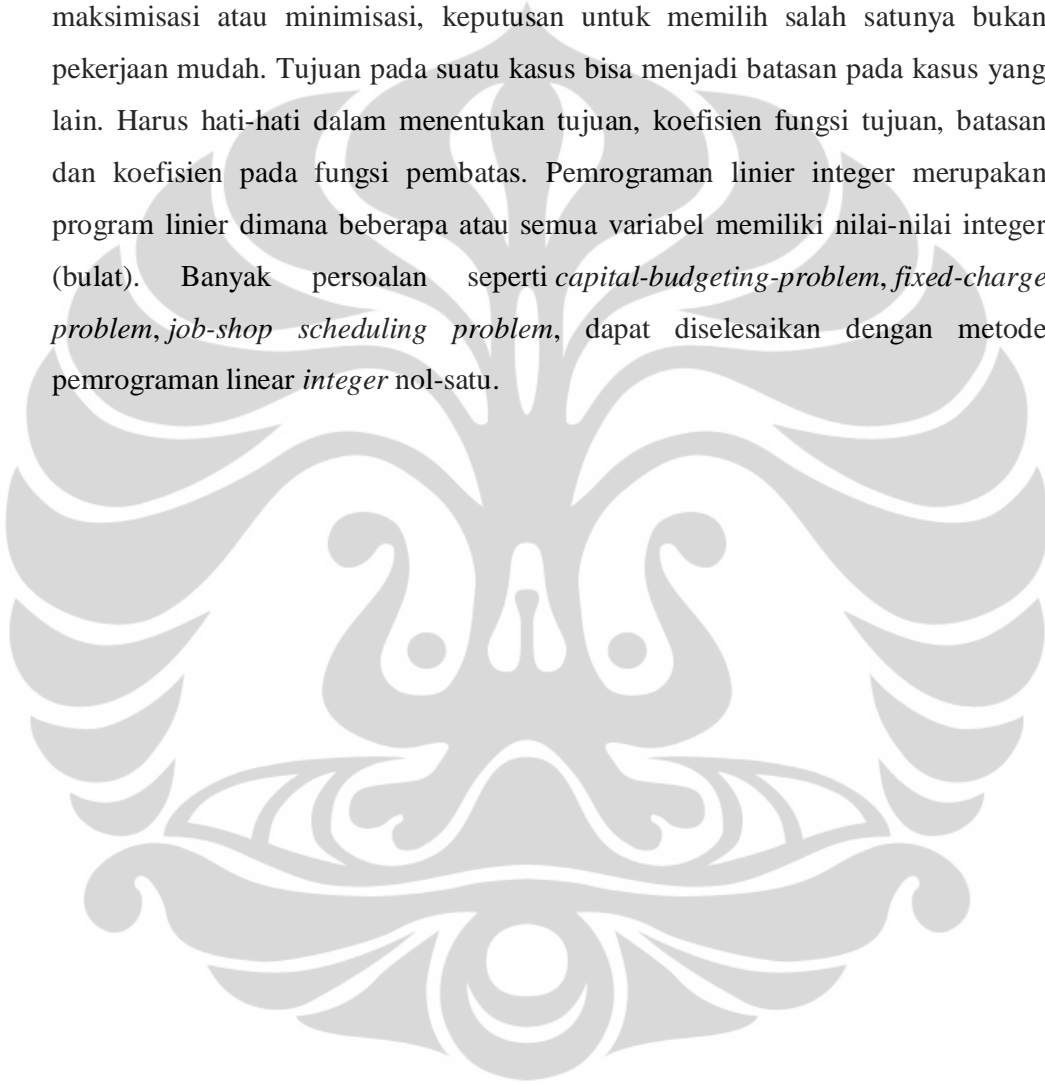 maksimisasi atau minimisasi, keputusan untuk memilih salah satunya bukan
pekerjaan mudah. Tujuan pada suatu kasus bisa menjadi batasan pada kasus yang
lain. Harus hati-hati dalam menentukan tujuan, koefisien fungsi tujuan, batasan
dan koefisien pada fungsi pembatas. Pemrograman linier integer merupakan
program linier dimana beberapa atau semua variabel memiliki nilai-nilai integer
(bulat). Banyak persoalan seperti capital-budgeting-problem, fixed-charge
problem, job-shop scheduling problem, dapat diselesaikan dengan metode
pemrograman linear integer nol-satu.